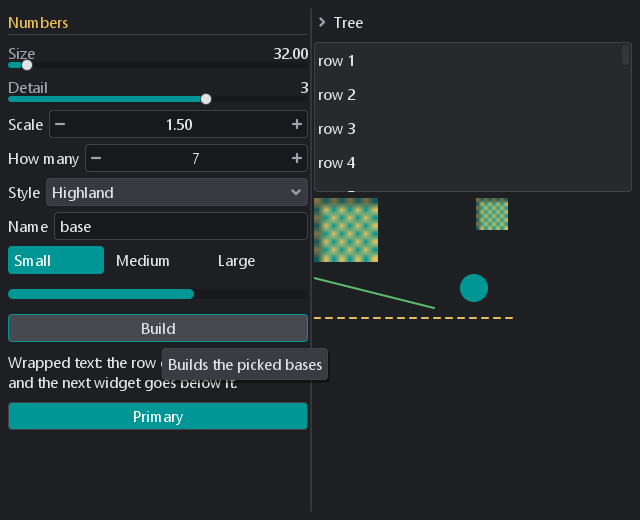 Numbers
Size 32.00
Detail 3
Scale − 1.50 +
How many − 7 +
Style Highland
Name base
Small Medium Large
Build
Builds the picked bases
Wrapped text: the row
and the next widget goes below it.
Primary
Tree
row 1
row 2
row 3
row 4